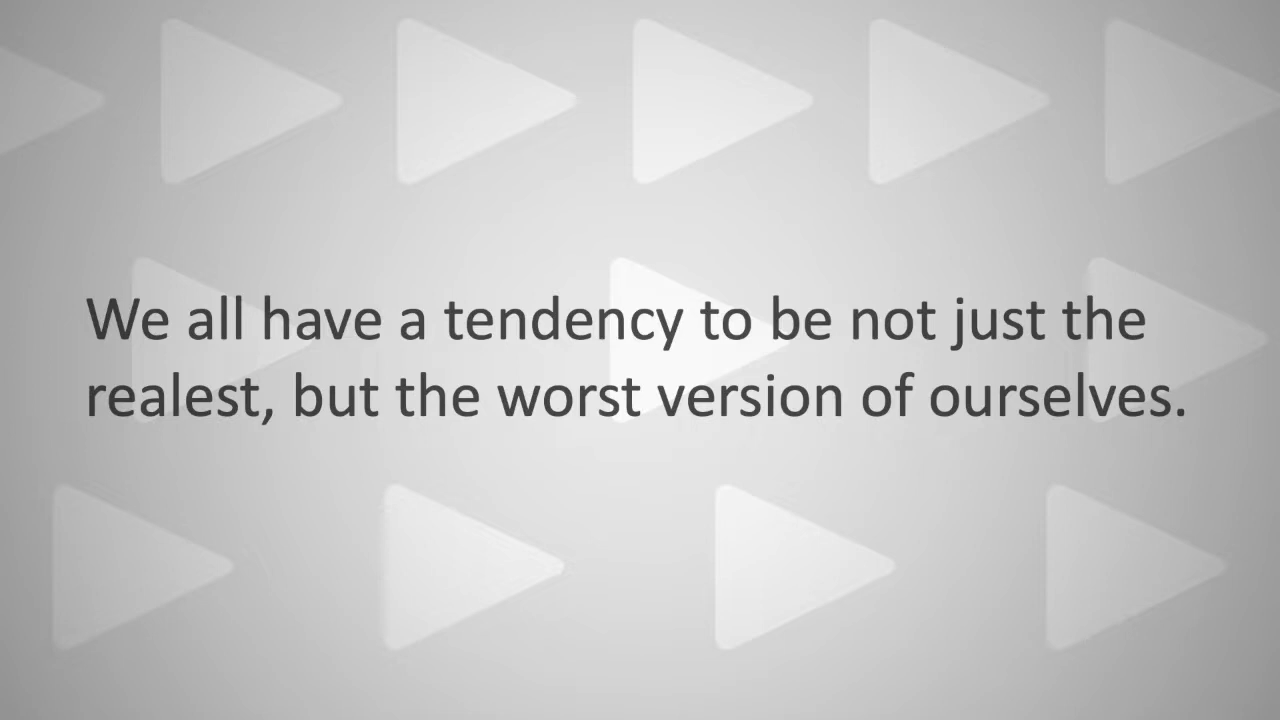 We all have a tendency to be not just the
realest, but the worst version of ourselves.